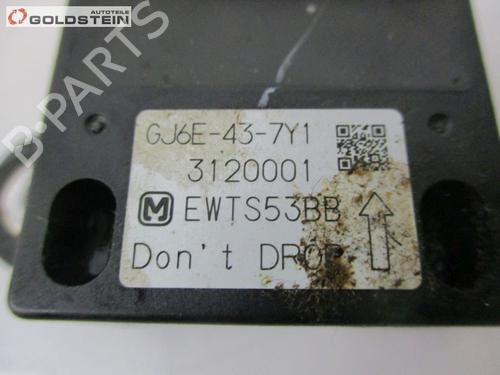 AUTOTEILE
GOLDSTEIN
B-PARTS
GJ6E-43-7Y1
3120001
M EWTS53BB
Don't DROP